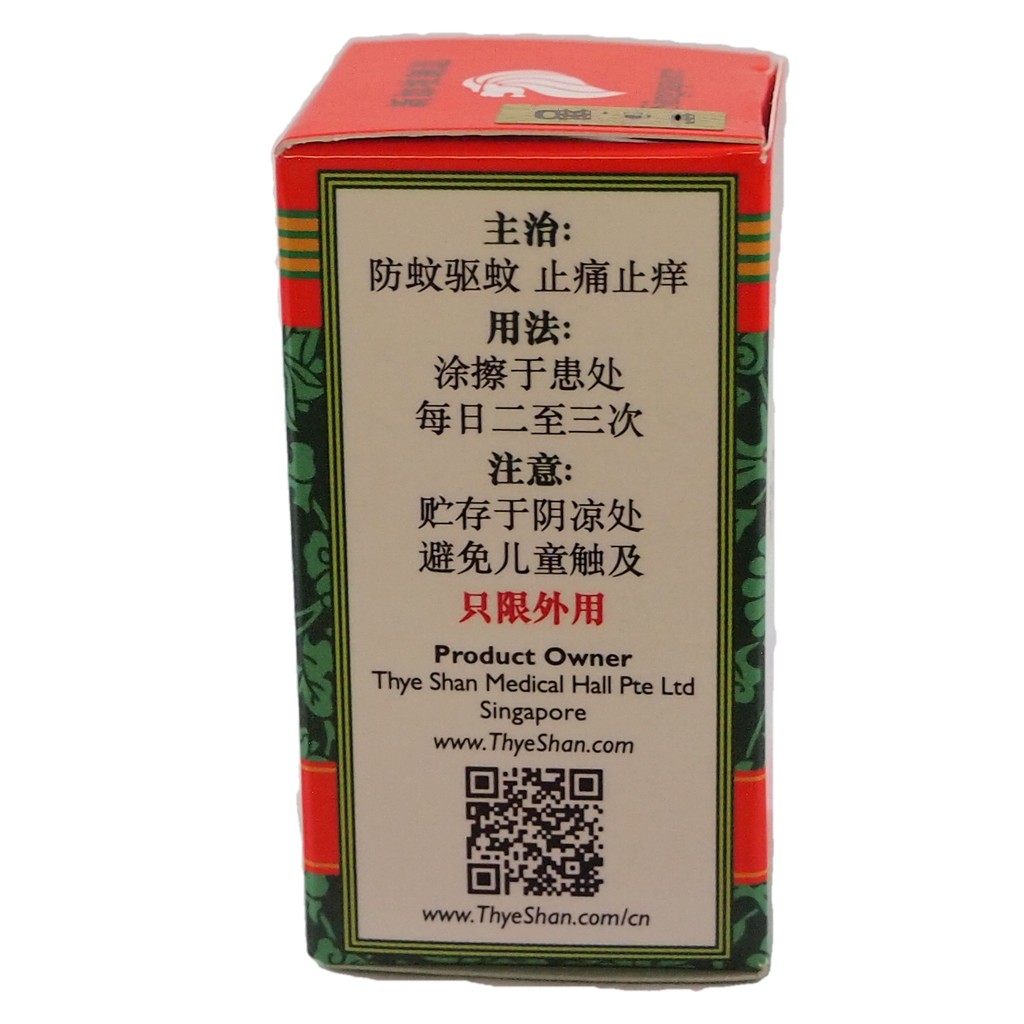 主治:
防蚊驱蚊 止痛止痒
用法:
涂擦于患处
每日二至三次
注意:
贮存于阴凉处
避免儿童触及
只限外用
Product Owner
Thye Shan Medical Hall Pte Ltd
Singapore
www.ThyeShan.com
www.ThyeShan.com/cn